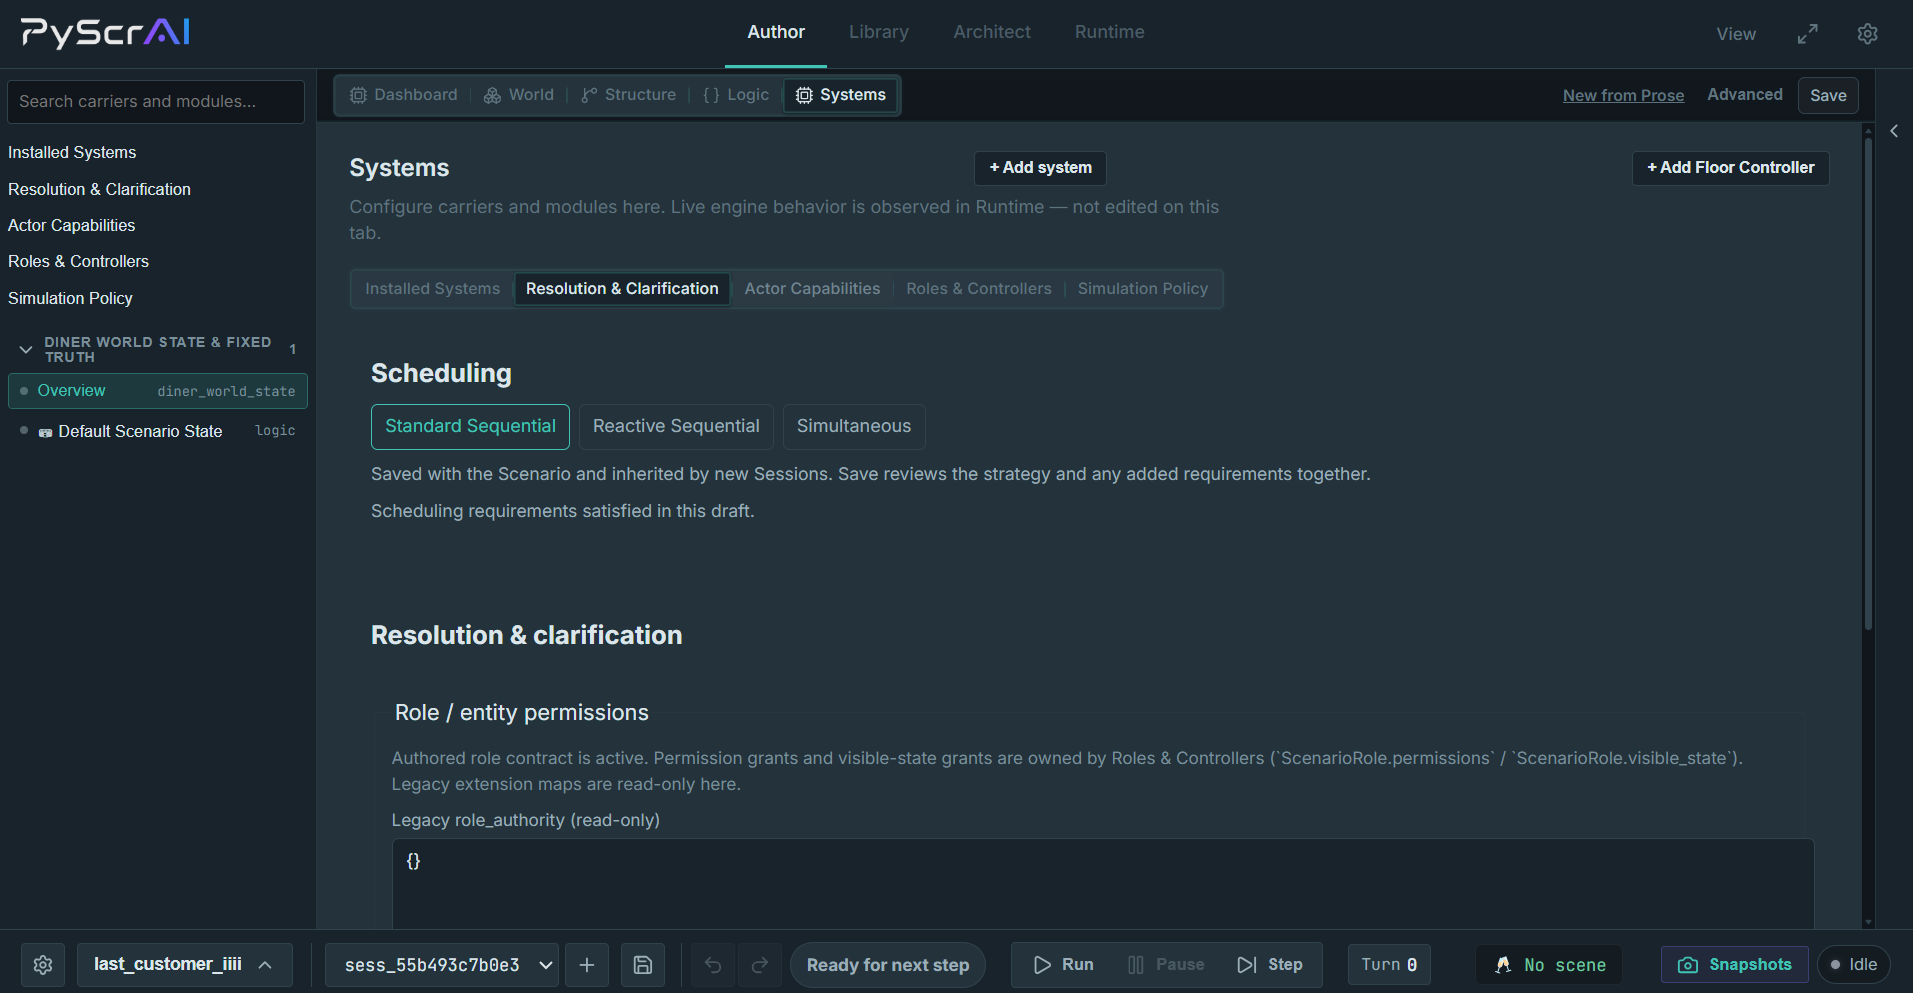 PyScrAI
Author
Library
Architect
Runtime
View
Search carriers and modules...
Installed Systems
Resolution & Clarification
Actor Capabilities
Roles & Controllers
Simulation Policy
DINER WORLD STATE & FIXED
TRUTH
1
Overview
diner_world_state
Default Scenario State
logic
Dashboard
World
Structure
{ } Logic
Systems
New from Prose
Advanced
Save
Systems
+ Add system
+ Add Floor Controller
Configure carriers and modules here. Live engine behavior is observed in Runtime — not edited on this
tab.
Installed Systems
Resolution & Clarification
Actor Capabilities
Roles & Controllers
Simulation Policy
Scheduling
Standard Sequential
Reactive Sequential
Simultaneous
Saved with the Scenario and inherited by new Sessions. Save reviews the strategy and any added requirements together.
Scheduling requirements satisfied in this draft.
Resolution & clarification
Role / entity permissions
Authored role contract is active. Permission grants and visible-state grants are owned by Roles & Controllers (`ScenarioRole.permissions` / `ScenarioRole.visible_state`).
Legacy extension maps are read-only here.
Legacy role_authority (read-only)
{}
last_customer_iiii
sess_55b493c7b0e3
Ready for next step
Run
Pause
Step
Turn 0
No scene
Snapshots
Idle